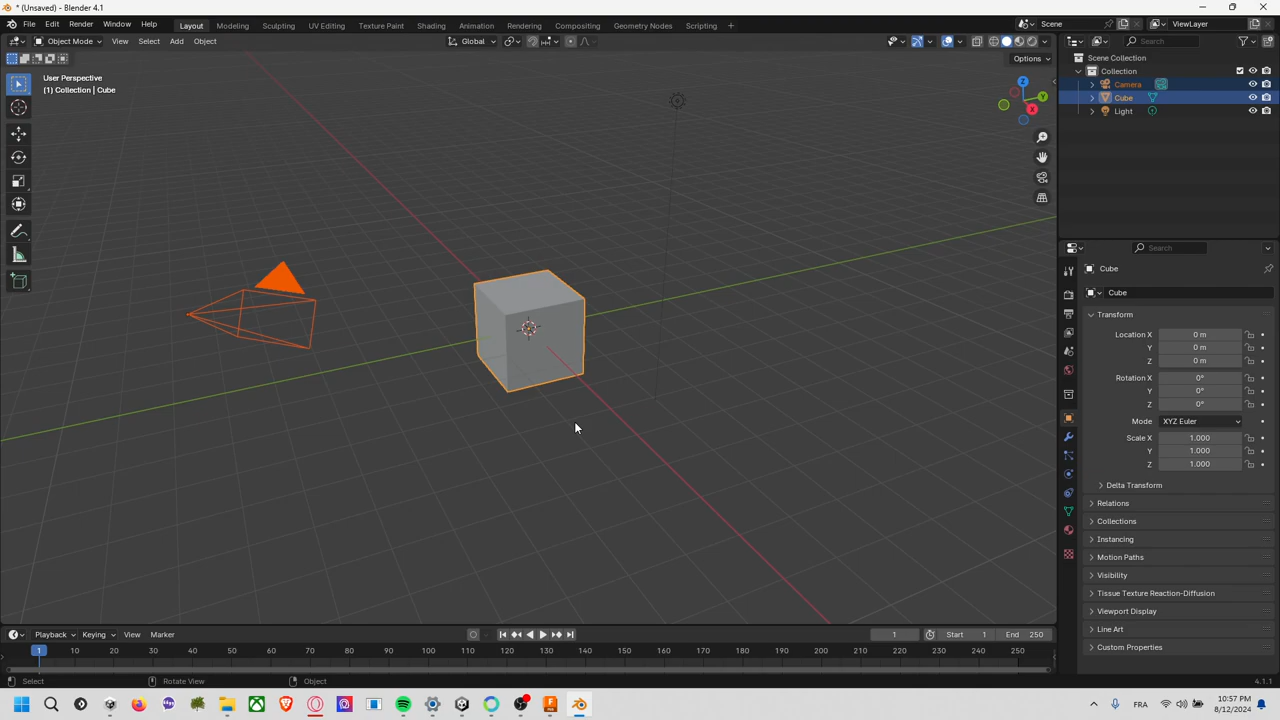 * (Unsaved) - Blender 4.1
File Edit Render Window Help
Layout Modeling Sculpting UV Editing Texture Paint Shading Animation Rendering Compositing Geometry Nodes Scripting +
Scene
ViewLayer
Object Mode View Select Add Object
Global
Search
Options
User Perspective
(1) Collection | Cube
Z
Y
X
Scene Collection
Collection
Camera
Cube
Light
Search
Cube
Cube
Transform
Location X 0 m
Y 0 m
Z 0 m
Rotation X 0°
Y 0°
Z 0°
Mode XYZ Euler
Scale X 1.000
Y 1.000
Z 1.000
Delta Transform
Relations
Collections
Instancing
Motion Paths
Visibility
Tissue Texture Reaction-Diffusion
Viewport Display
Line Art
Custom Properties
Playback Keying View Marker
1
Start 1
End 250
1 10 20 30 40 50 60 70 80 90 100 110 120 130 140 150 160 170 180 190 200 210 220 230 240 250
Select
Rotate View
Object
4.1.1
FRA
10:57 PM
8/12/2024